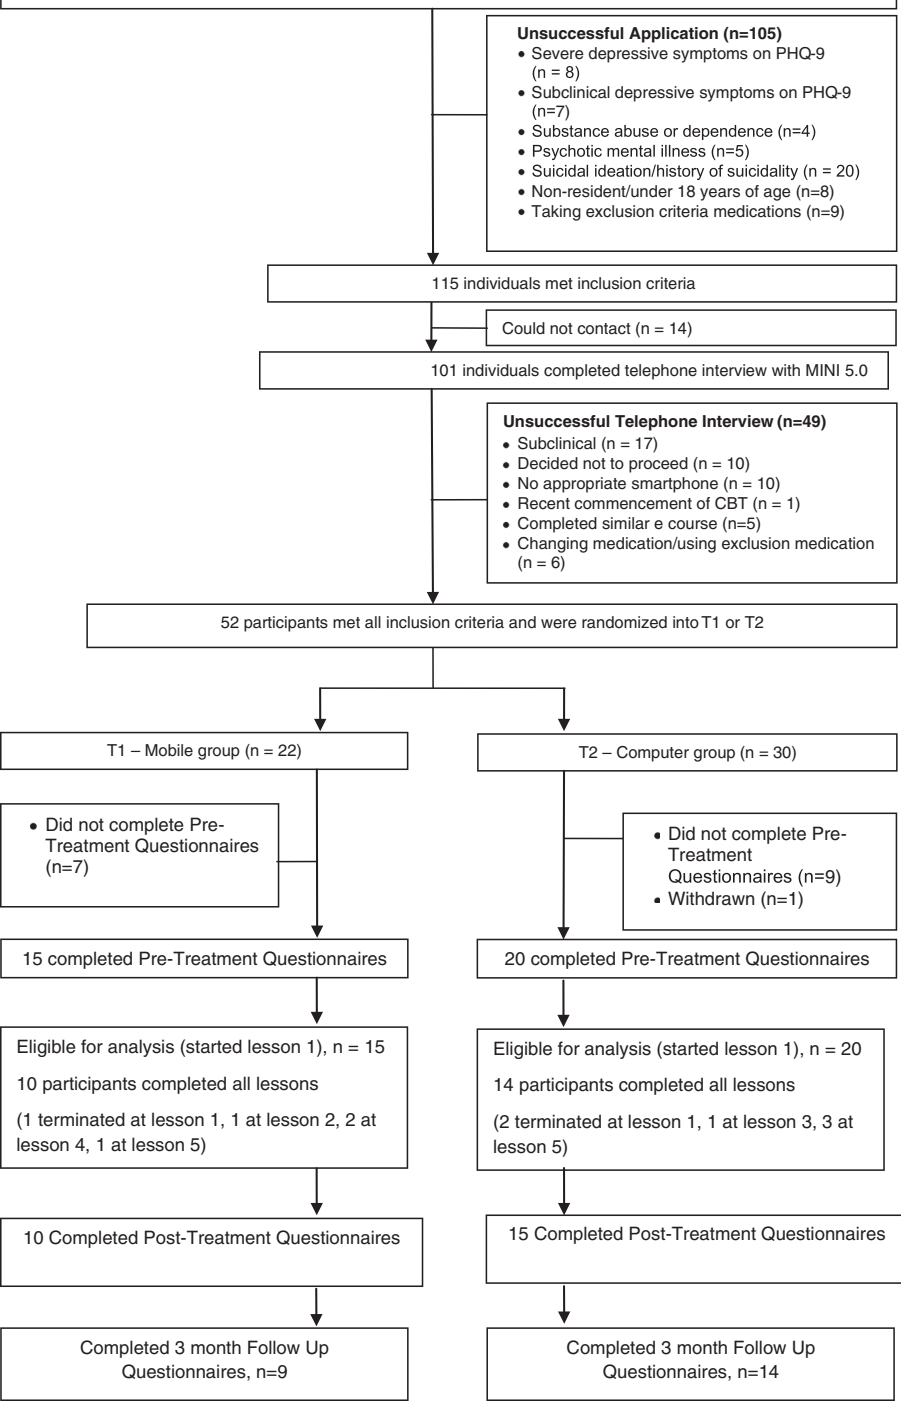 Unsuccessful Application (n=105)
• Severe depressive symptoms on PHQ-9
(n = 8)
• Subclinical depressive symptoms on PHQ-9
(n=7)
• Substance abuse or dependence (n=4)
• Psychotic mental illness (n=5)
• Suicidal ideation/history of suicidality (n = 20)
• Non-resident/under 18 years of age (n=8)
• Taking exclusion criteria medications (n=9)
115 individuals met inclusion criteria
Could not contact (n = 14)
101 individuals completed telephone interview with MINI 5.0
Unsuccessful Telephone Interview (n=49)
• Subclinical (n = 17)
• Decided not to proceed (n = 10)
• No appropriate smartphone (n = 10)
• Recent commencement of CBT (n = 1)
• Completed similar e course (n=5)
• Changing medication/using exclusion medication
(n = 6)
52 participants met all inclusion criteria and were randomized into T1 or T2
T1 – Mobile group (n = 22)
T2 – Computer group (n = 30)
• Did not complete Pre-
Treatment Questionnaires
(n=7)
• Did not complete Pre-
Treatment
Questionnaires (n=9)
• Withdrawn (n=1)
15 completed Pre-Treatment Questionnaires
20 completed Pre-Treatment Questionnaires
Eligible for analysis (started lesson 1), n = 15
10 participants completed all lessons
(1 terminated at lesson 1, 1 at lesson 2, 2 at
lesson 4, 1 at lesson 5)
Eligible for analysis (started lesson 1), n = 20
14 participants completed all lessons
(2 terminated at lesson 1, 1 at lesson 3, 3 at
lesson 5)
10 Completed Post-Treatment Questionnaires
15 Completed Post-Treatment Questionnaires
Completed 3 month Follow Up
Questionnaires, n=9
Completed 3 month Follow Up
Questionnaires, n=14